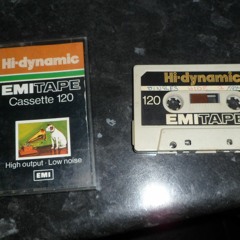 Hi-dynamic
EMITAPE
Cassette 120
High output · Low noise
EMI
Hi-dynamic
120
EMITAPE